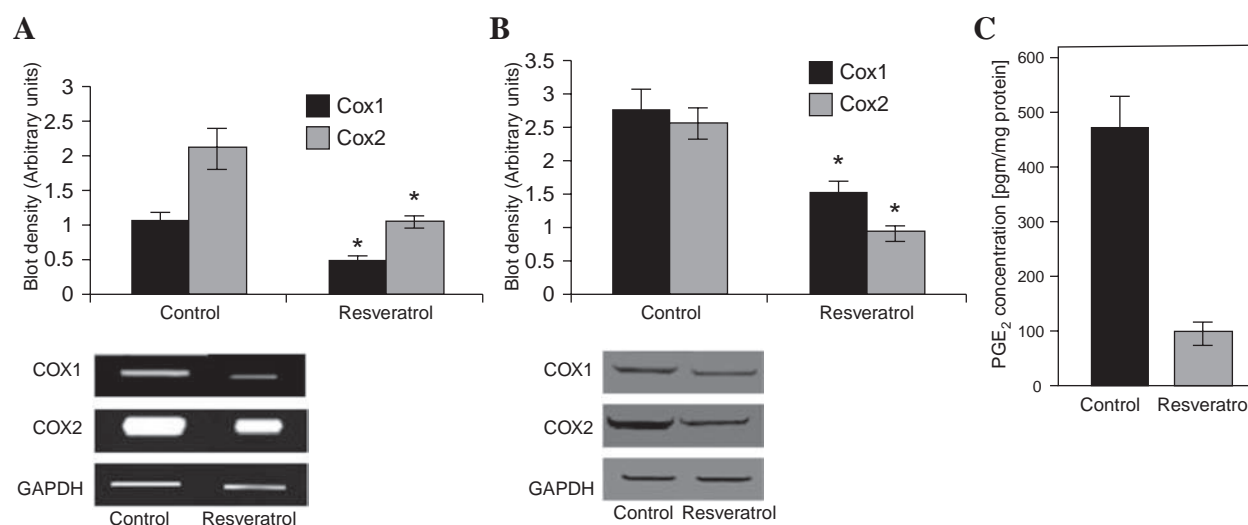 A
Blot density (Arbitrary units)
3
2.5
2
1.5
1
0.5
0
Cox1
Cox2
*
*
Control
Resveratrol
COX1
COX2
GAPDH
Control
Resveratrol
B
Blot density (Arbitrary units)
3.5
3
2.5
2
1.5
1
0.5
0
Cox1
Cox2
*
*
Control
Resveratrol
COX1
COX2
GAPDH
Control
Resveratrol
C
PGE2 concentration [pgm/mg protein]
600
500
400
300
200
100
0
Control
Resveratro